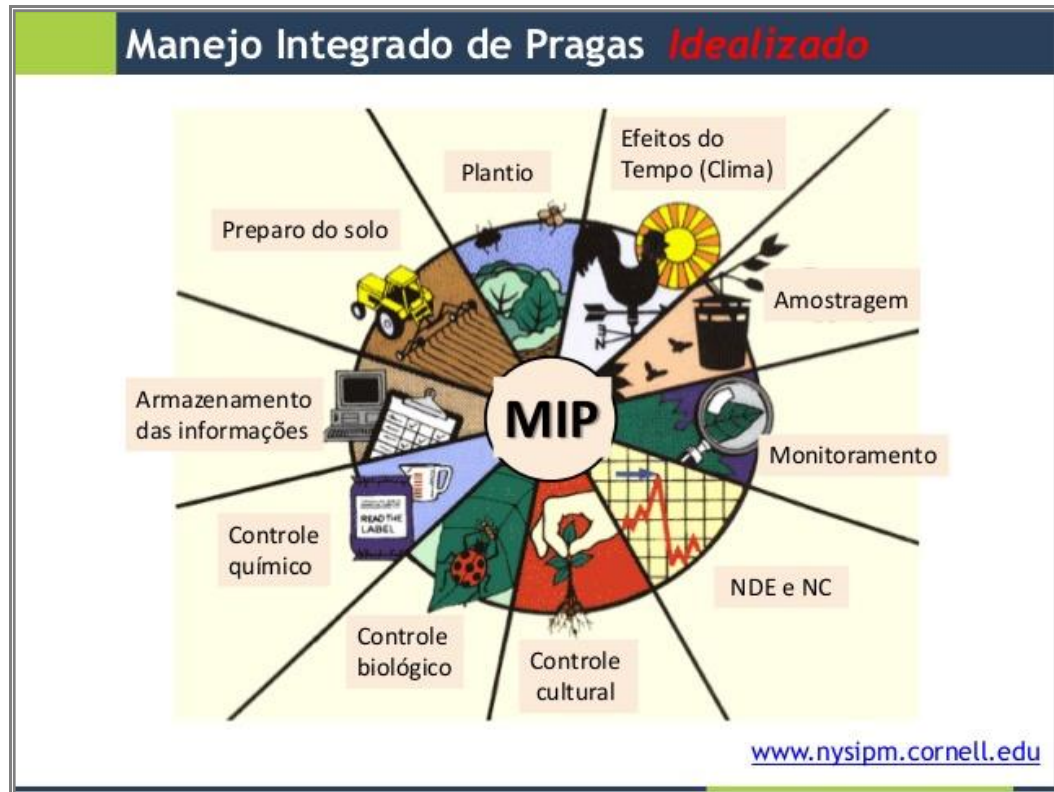 Manejo Integrado de Pragas Idealizado
Plantio
Efeitos do
Tempo (Clima)
Preparo do solo
Amostragem
Armazenamento
das informações
MIP
Monitoramento
READ THE
LABEL
Controle
químico
NDE e NC
Controle
biológico
Controle
cultural
www.nysipm.cornell.edu